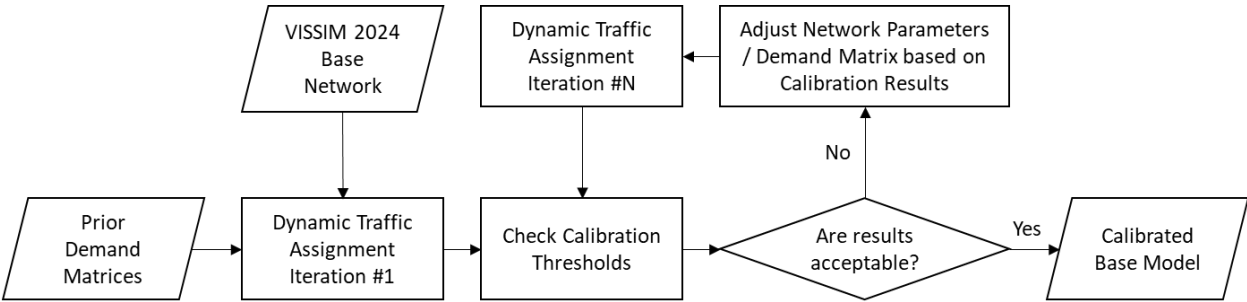 VISSIM 2024
Base
Network
Dynamic Traffic
Assignment
Iteration #N
Adjust Network Parameters
/ Demand Matrix based on
Calibration Results
No
Prior
Demand
Matrices
Dynamic Traffic
Assignment
Iteration #1
Check Calibration
Thresholds
Are results
acceptable?
Yes
Calibrated
Base Model